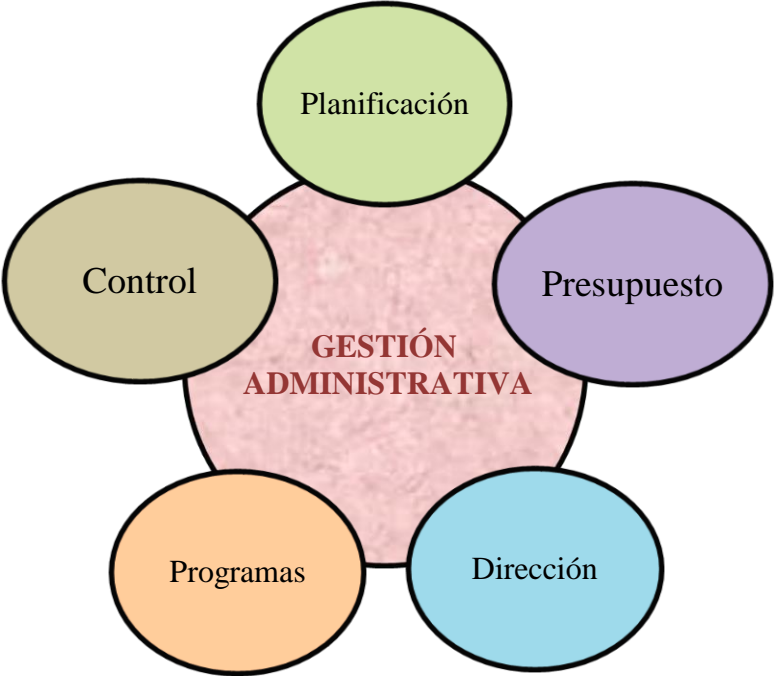 Planificación
Control
Presupuesto
GESTIÓN
ADMINISTRATIVA
Programas
Dirección